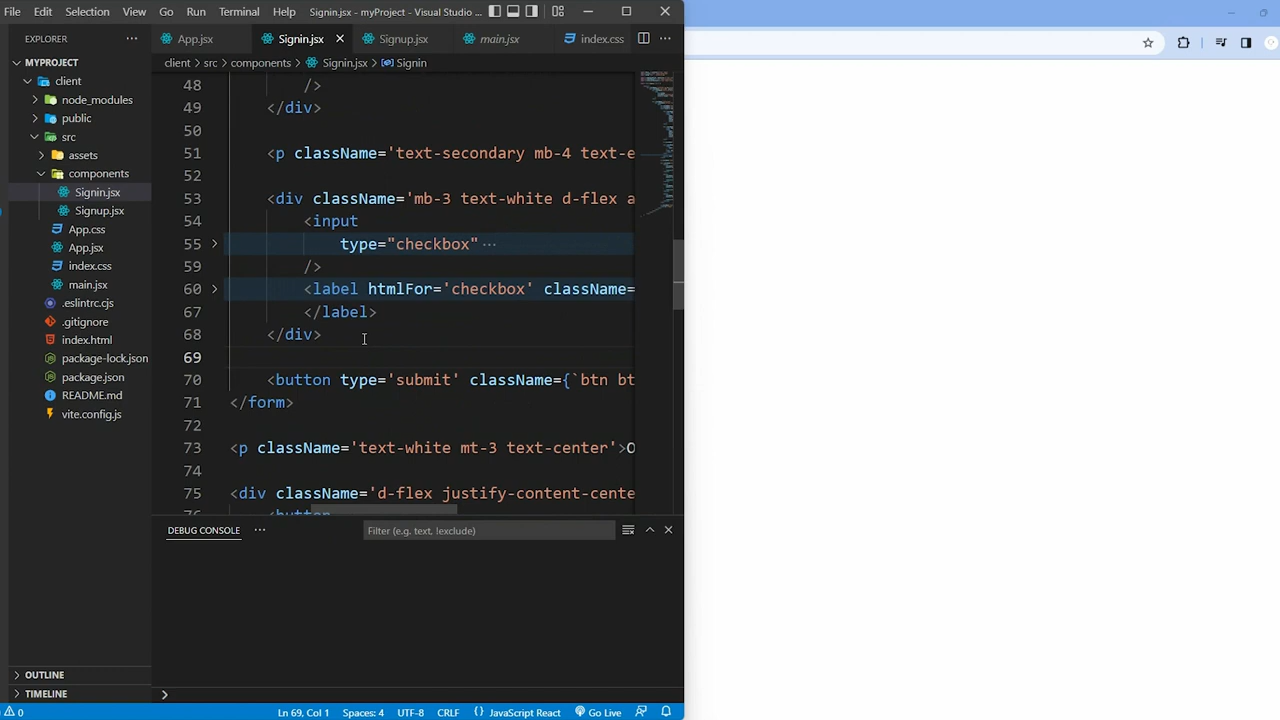 File Edit Selection View Go Run Terminal Help Signin.jsx - myProject - Visual Studio ...
EXPLORER
MYPROJECT
client
node_modules
public
src
assets
components
Signin.jsx
Signup.jsx
App.css
App.jsx
index.css
main.jsx
.eslintrc.cjs
.gitignore
index.html
package-lock.json
package.json
README.md
vite.config.js
OUTLINE
TIMELINE
App.jsx Signin.jsx Signup.jsx main.jsx index.css
client > src > components > Signin.jsx > Signin
48 />
49 </div>
50
51 <p className='text-secondary mb-4 text-e
52
53 <div className='mb-3 text-white d-flex a
54 <input
55 type="checkbox" ...
59 />
60 <label htmlFor='checkbox' className=
67 </label>
68 </div>
69
70 <button type='submit' className={`btn bt
71 </form>
72
73 <p className='text-white mt-3 text-center'>O
74
75 <div className='d-flex justify-content-cente
DEBUG CONSOLE ... Filter (e.g. text, !exclude)
0 Ln 69, Col 1 Spaces: 4 UTF-8 CRLF { } JavaScript React Go Live